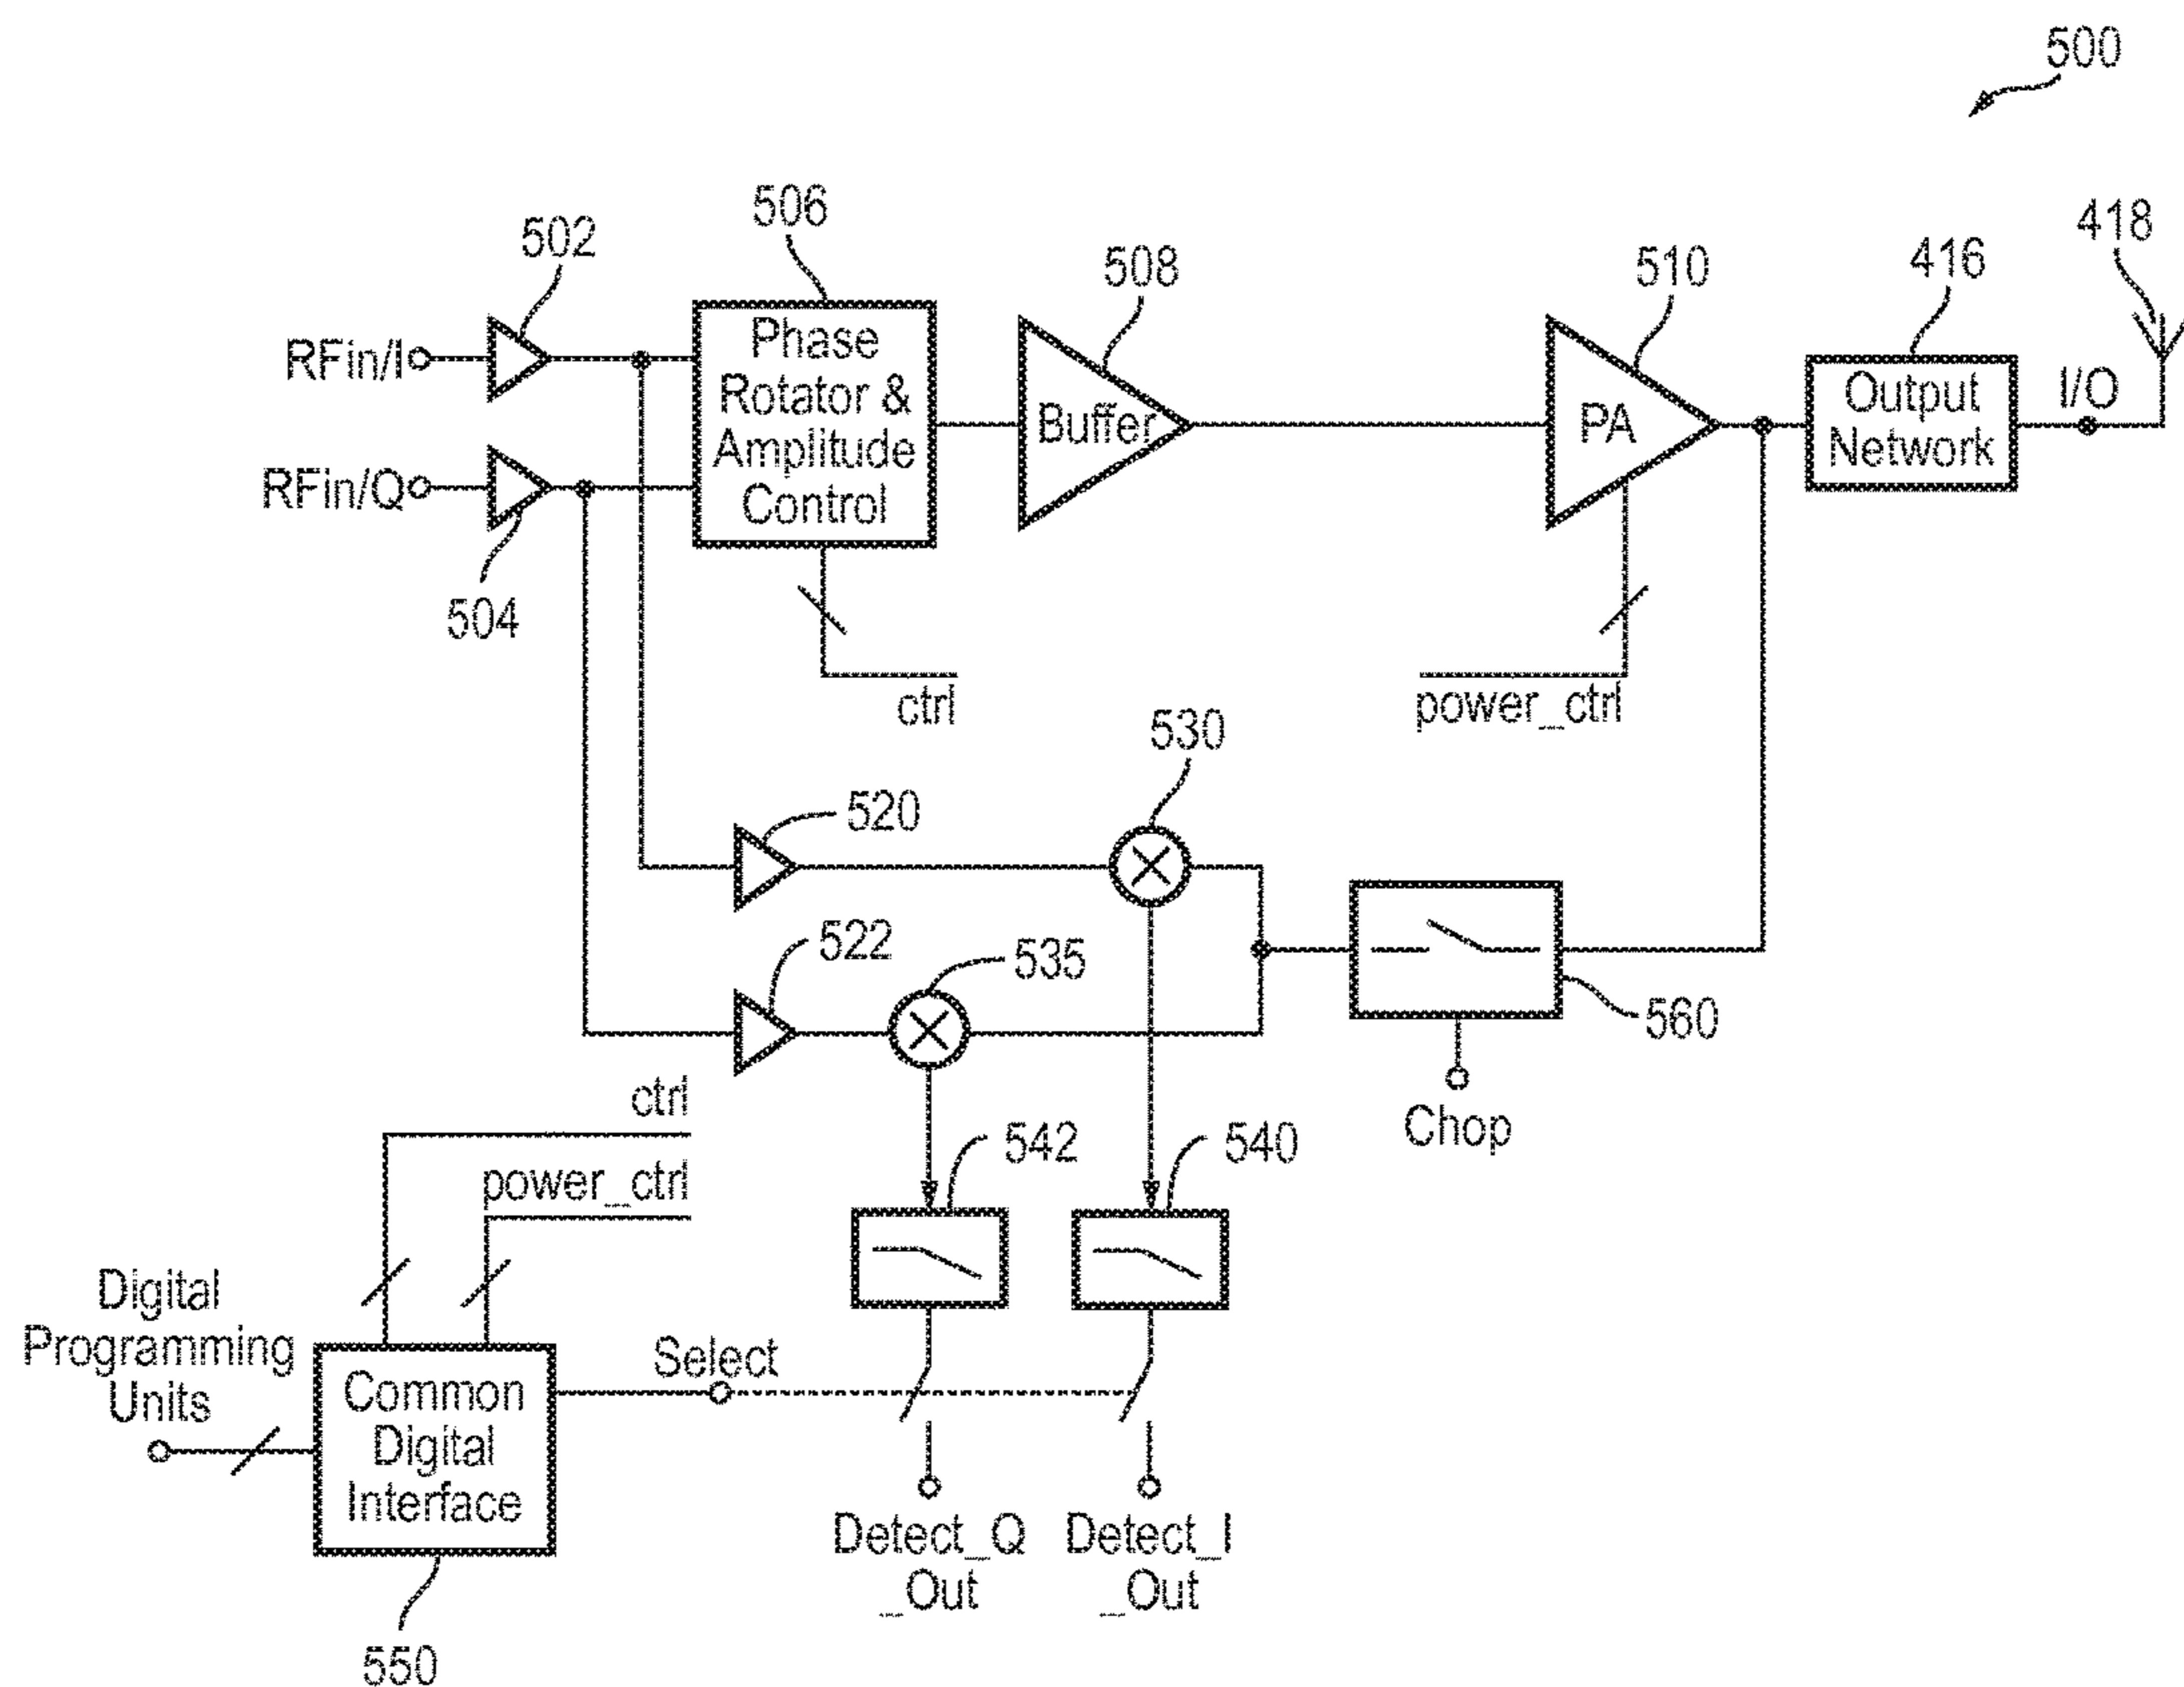 500
506
502
508
510
416
418
RFin/I
Phase
Rotator &
Amplitude
Control
Buffer
PA
Output
Network
I/O
RFin/Q
504
ctrl
power_ctrl
530
520
522
535
560
Chop
ctrl
power_ctrl
542
540
Digital
Programming
Units
Select
Common
Digital
Interface
Detect_Q
_Out
Detect_I
_Out
550